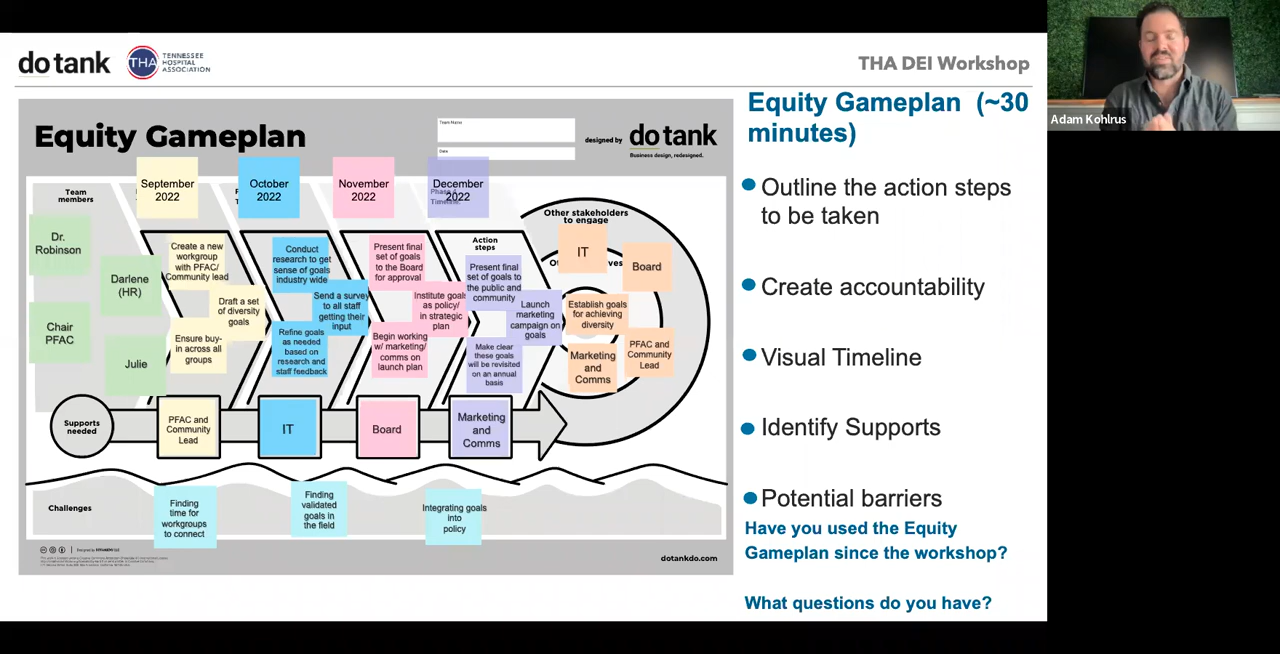 do tank
THA
TENNESSEE
HOSPITAL
ASSOCIATION
THA DEI Workshop
Adam Kohlrus
Equity Gameplan
Team Name
Date
designed by
do tank
Business design, redesigned.
Team
members
September
2022
October
2022
November
2022
December
2022
Timeline:
Dr.
Robinson
Darlene
(HR)
Chair
PFAC
Julie
Create a new
workgroup
with PFAC/
Community lead
Draft a set
of diversity
goals
Ensure buy-
in across all
groups
Conduct
research to get
sense of goals
industry wide
Send a survey
to all staff
getting their
input
Refine goals
as needed
based on
research and
staff feedback
Present final
set of goals
to the Board
for approval
Institute goals
as policy/
in strategic
plan
Begin working
w/ marketing/
comms on
launch plan
Action
steps
Present final
set of goals to
the public and
community
Launch
marketing
campaign on
goals
Make clear
these goals
will be revisited
on an annual
basis
Other stakeholders
to engage
IT
Board
Establish goals
for achieving
diversity
Marketing
and
Comms
PFAC and
Community
Lead
Supports
needed
PFAC and
Community
Lead
IT
Board
Marketing
and
Comms
Challenges
Finding
time for
workgroups
to connect
Finding
validated
goals in
the field
Integrating goals
into
policy
dotankdo.com
Equity Gameplan (~30
minutes)
Outline the action steps
to be taken
Create accountability
Visual Timeline
Identify Supports
Potential barriers
Have you used the Equity
Gameplan since the workshop?
What questions do you have?